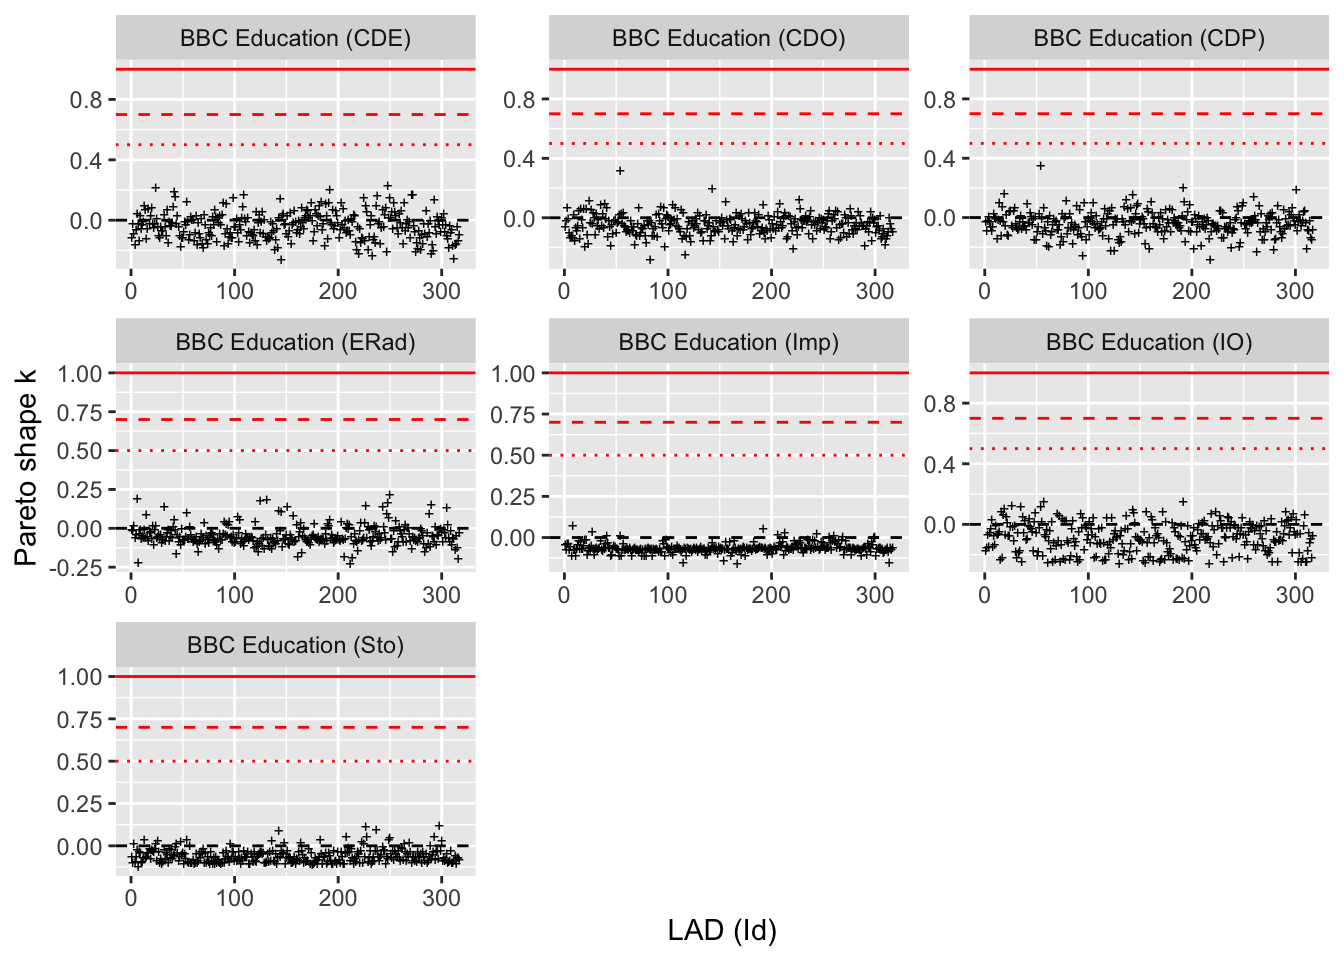 BBC Education (CDE) BBC Education (CDO) BBC Education (CDP)
0.8 0.8 0.8
0.4 0.4 0.4
0.0 0.0 0.0
0 100 200 300 0 100 200 300 0 100 200 300
BBC Education (ERad) BBC Education (Imp) BBC Education (IO)
1.00 1.00
0.75 0.75 0.8
0.50 0.50 0.4
0.25 0.25
0.00 0.00 0.0
-0.25
0 100 200 300 0 100 200 300 0 100 200 300
Pareto shape k
BBC Education (Sto)
1.00
0.75
0.50
0.25
0.00
0 100 200 300
LAD (Id)